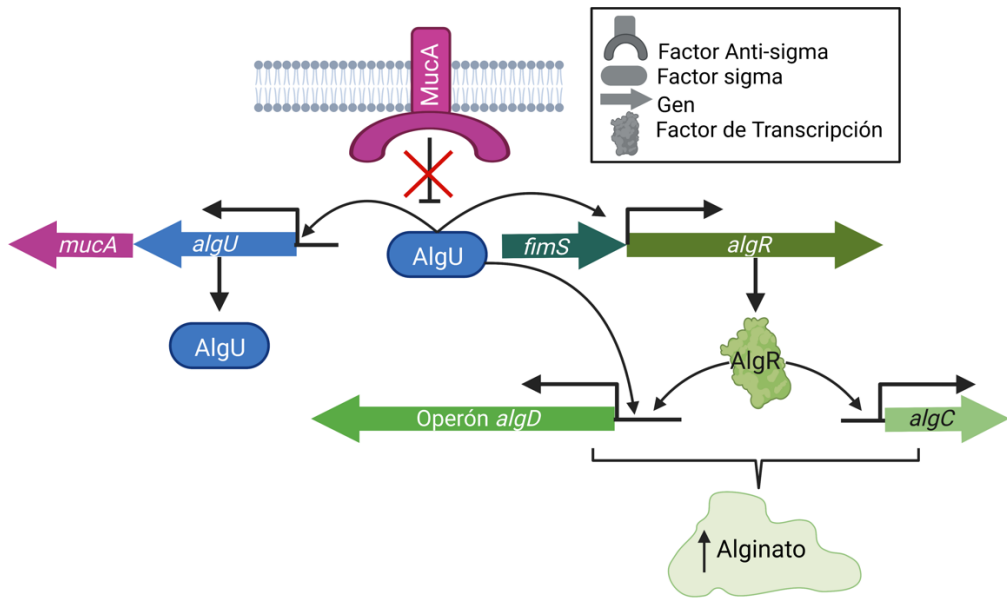 MucA
Factor Anti-sigma
Factor sigma
Gen
Factor de Transcripción
mucA
algU
AlgU
fimS
algR
AlgU
AlgR
Operón algD
algC
Alginato